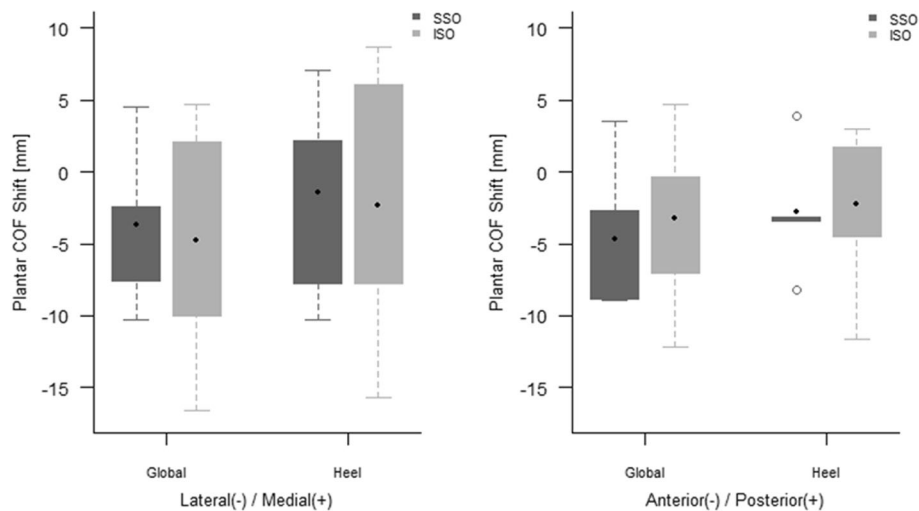 SSO
ISO
10
5
0
-5
-10
-15
Plantar COF Shift [mm]
Global
Heel
Lateral(-) / Medial(+)
SSO
ISO
10
5
0
-5
-10
-15
Plantar COF Shift [mm]
Global
Heel
Anterior(-) / Posterior(+)